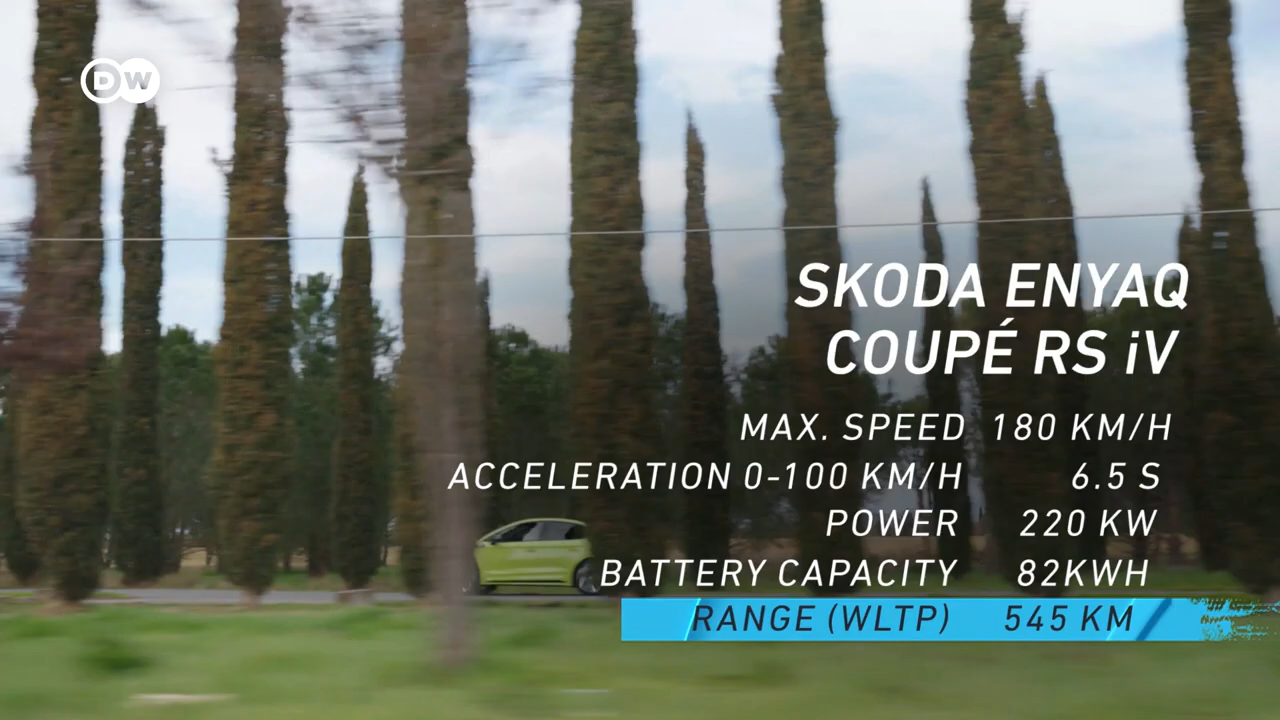 DW
SKODA ENYAQ
COUPÉ RS iV
MAX. SPEED 180 KM/H
ACCELERATION 0-100 KM/H 6.5 S
POWER 220 KW
BATTERY CAPACITY 82KWH
RANGE (WLTP) 545 KM